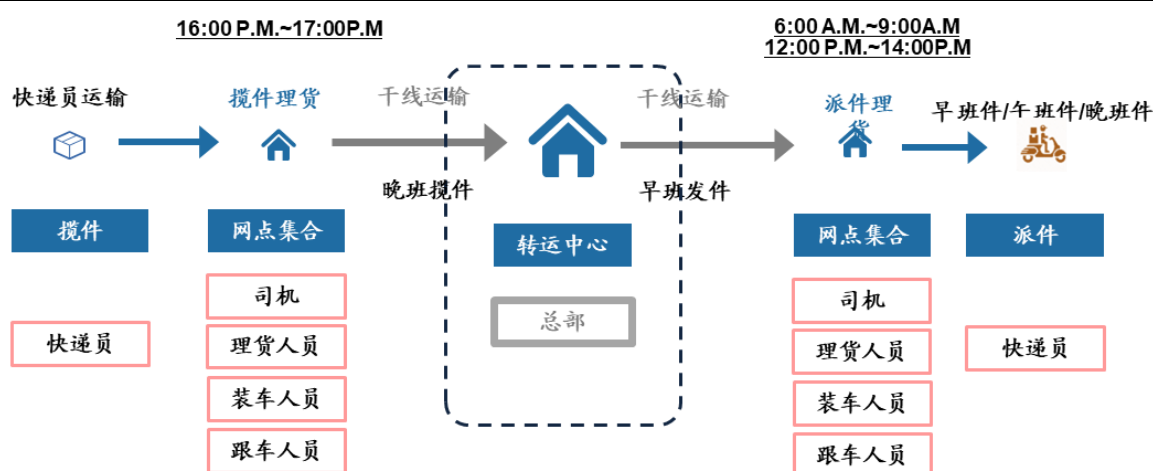 16:00 P.M.~17:00P.M
6:00 A.M.~9:00A.M
12:00 P.M.~14:00P.M
快递员运输
揽件理货
干线运输
干线运输
派件理货
早班件/午班件/晚班件
晚班揽件
早班发件
揽件
网点集合
转运中心
网点集合
派件
司机
总部
司机
快递员
理货人员
理货人员
快递员
装车人员
装车人员
跟车人员
跟车人员